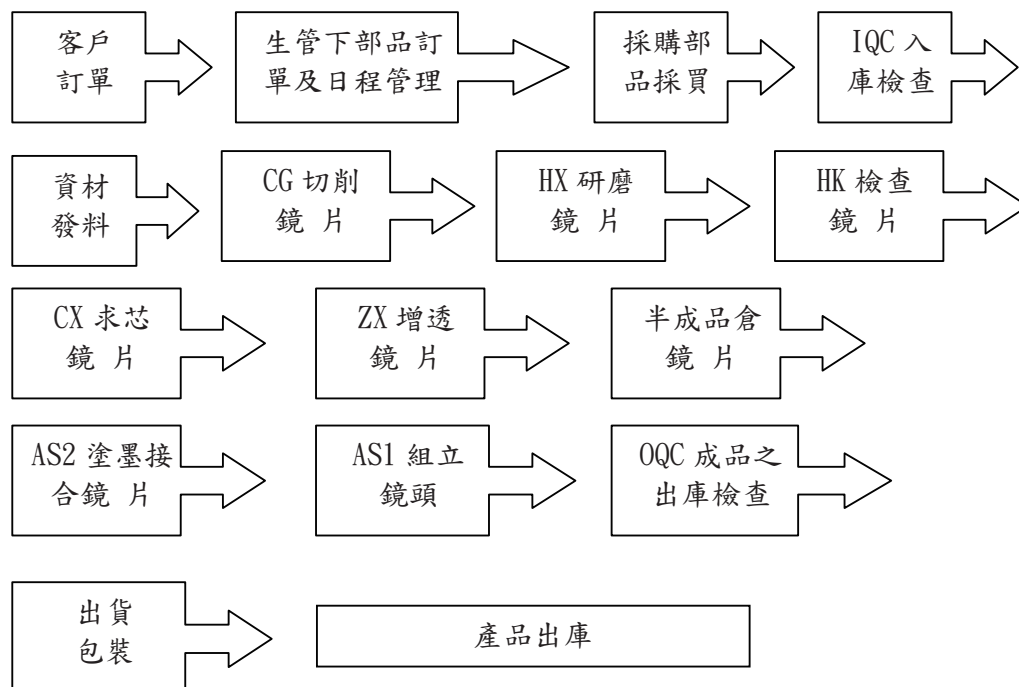 客戶
訂單
生管下部品訂
單及日程管理
採購部
品採買
IQC 入
庫檢查
資材
發料
CG 切削
鏡 片
HX 研磨
鏡 片
HK 檢查
鏡 片
CX 求芯
鏡 片
ZX 增透
鏡 片
半成品倉
鏡 片
AS2 塗墨接
合鏡 片
AS1 組立
鏡頭
OQC 成品之
出庫檢查
出貨
包裝
產品出庫